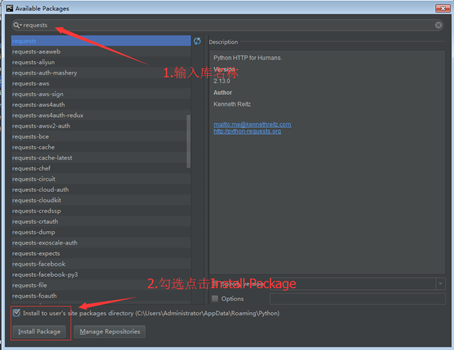 Available Packages
requests
requests
Description
requests-aeaweb
requests-aliyun
Python HTTP for Humans
requests-auth-mashery
Version
1.输入库名称
requests-aws
2.13.0
requests-aws-sign
Author
requests-aws4auth
Kenneth Reitz
requests-aws4auth-redux
requests-aws2-auth
mailto:me@kennethreitz.com
requests-bce
http://python-requests.org
requests-cache
requests-cache-latest
requests-chef
requests-circuit
requests-cloud-auth
requests-cloudkit
requests-credssp
requests-crtauth
requests-dump
requests-exoscale-auth
requests-expects
requests-facebook
requests-facebook-py3
requests-file
2.勾选点击Install Package
requests-foauth
Options
Install to user's site packages directory (C:\Users\Administrator\AppData\Roaming\Python)
Install Package
Manage Repositories